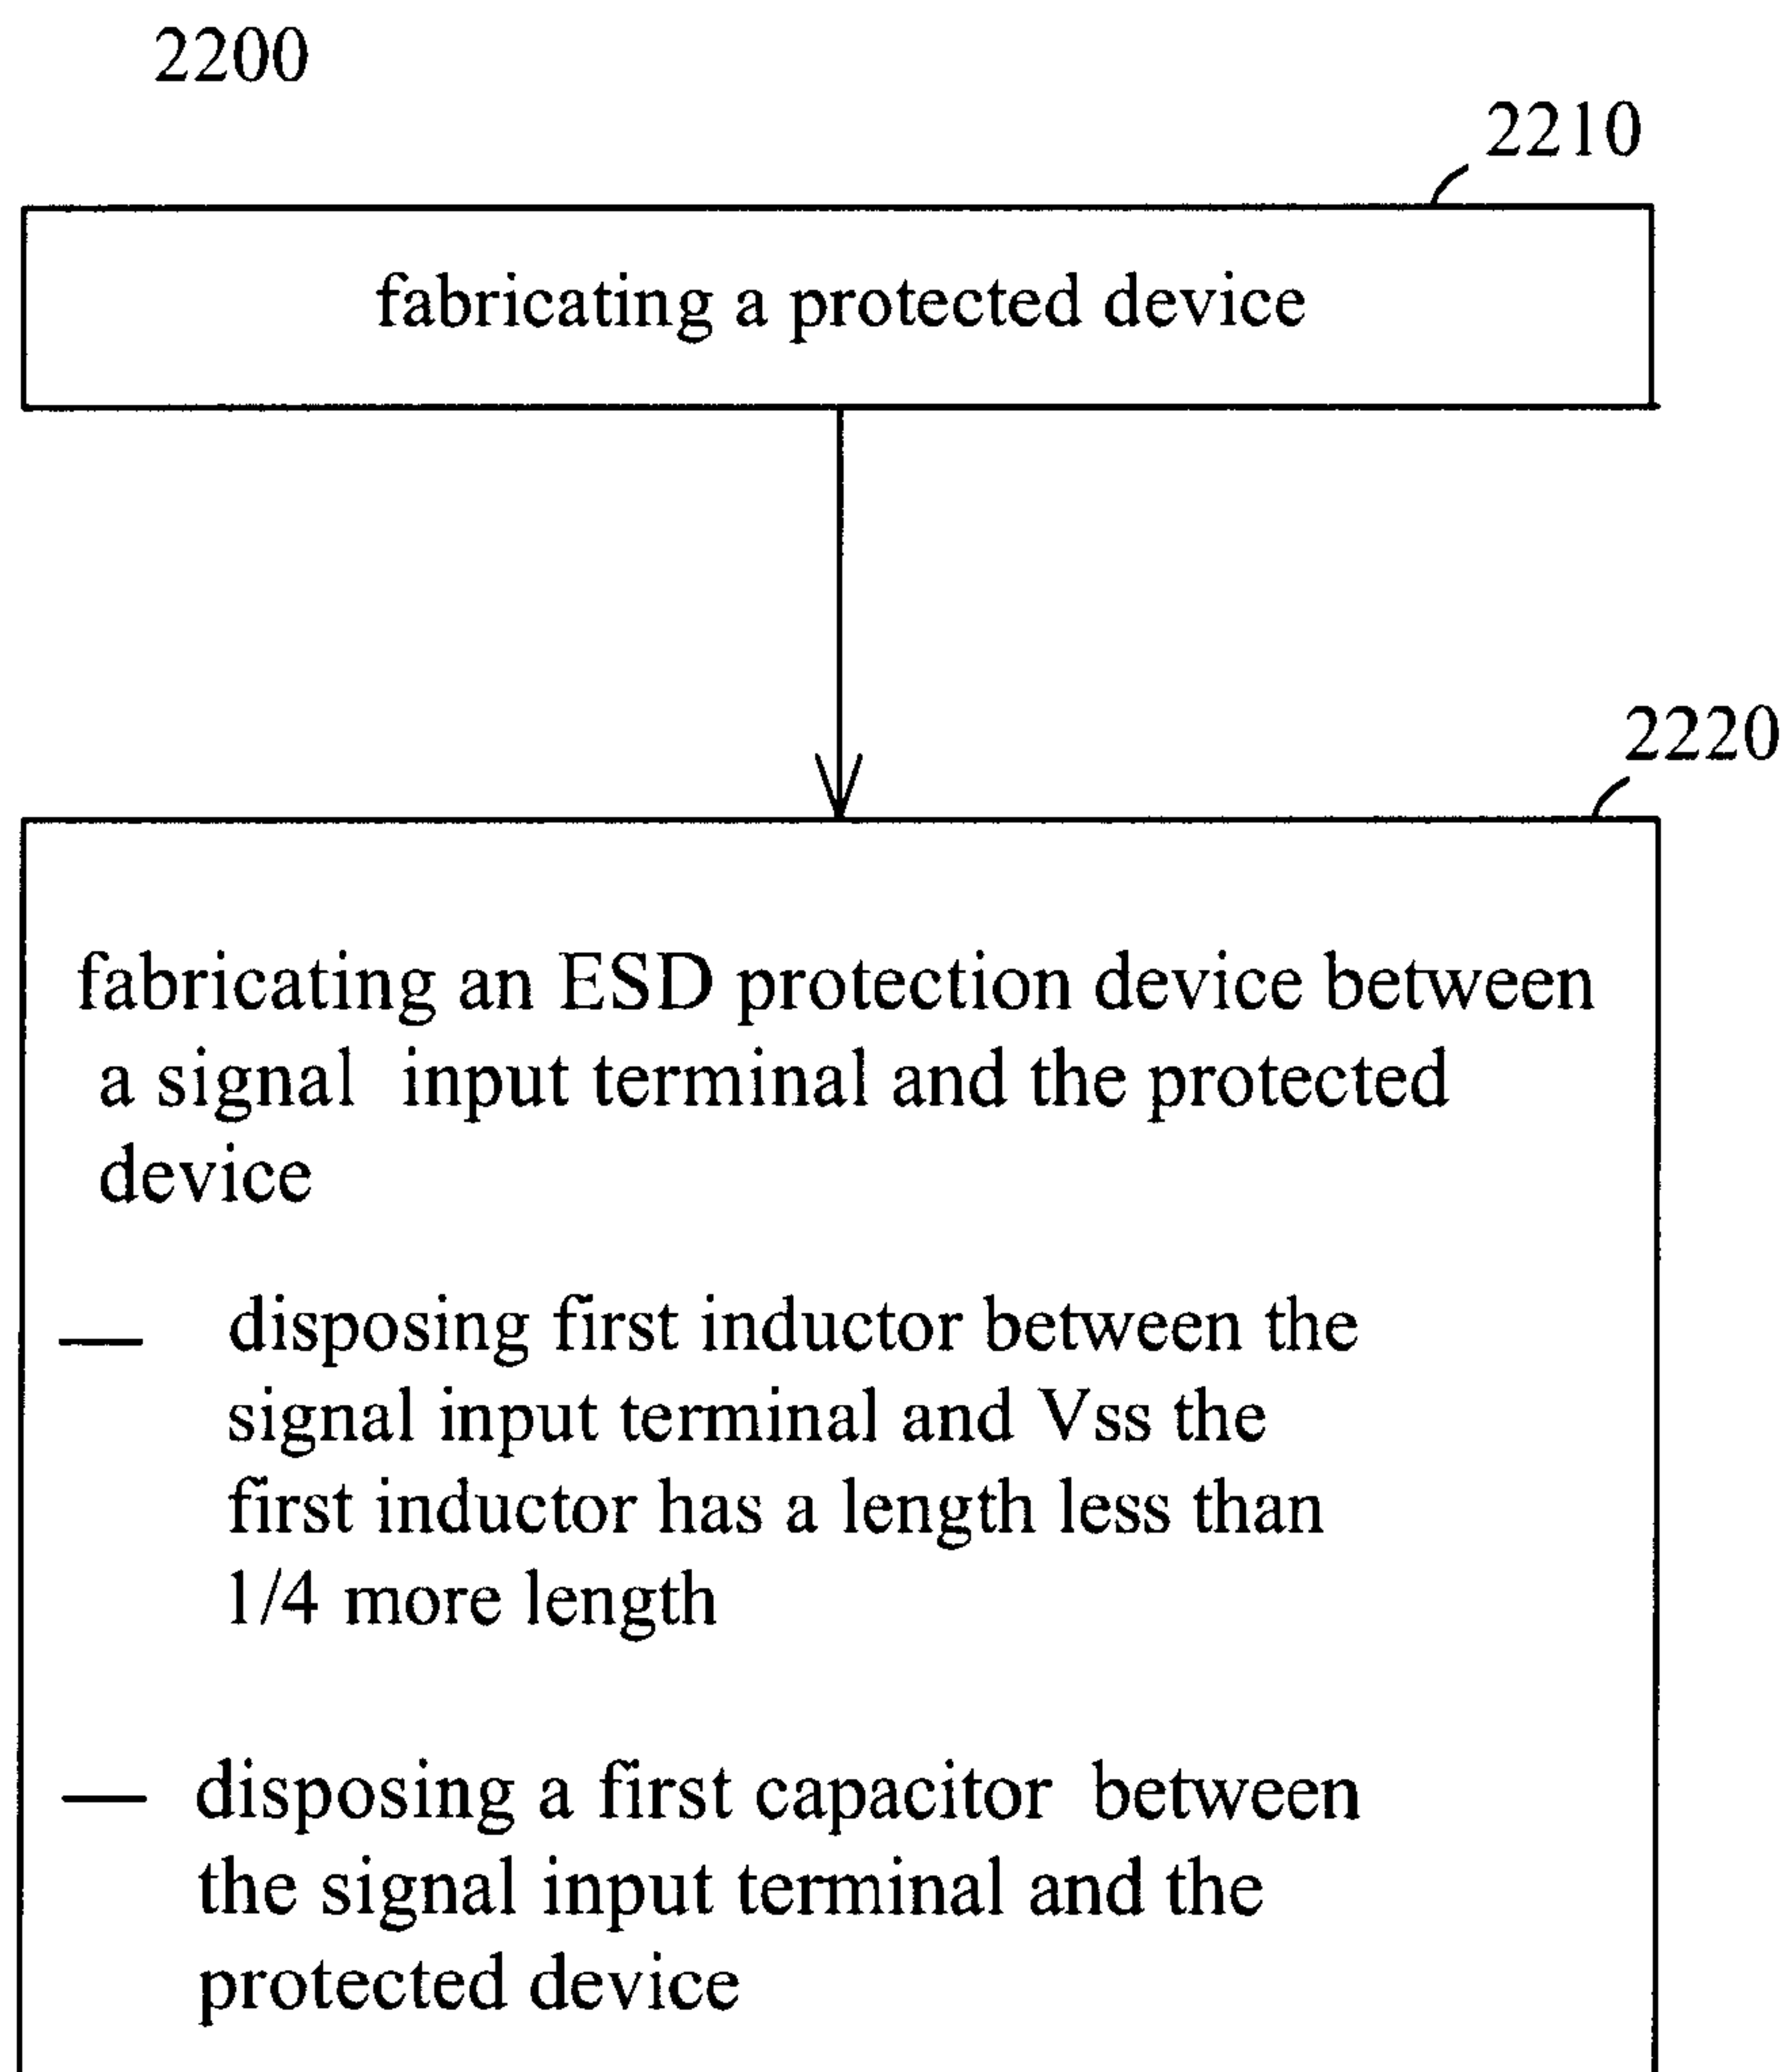 2200
2210
fabricating a protected device
2220
fabricating an ESD protection device between
a signal input terminal and the protected
device
— disposing first inductor between the
signal input terminal and Vss the
first inductor has a length less than
1/4 more length
— disposing a first capacitor between
the signal input terminal and the
protected device